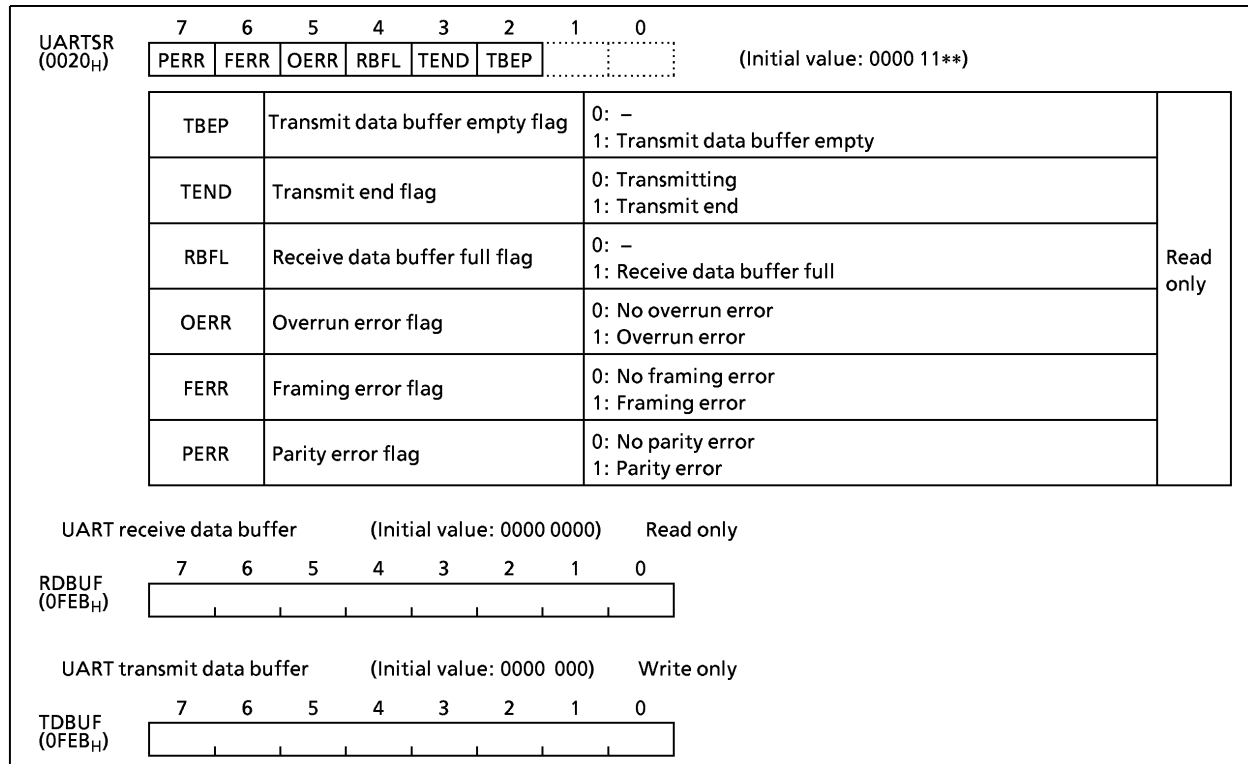 7 6 5 4 3 2 1 0
UARTSR
(0020H)
PERR FERR OERR RBFL TEND TBEP
(Initial value: 0000 11**)
TBEP Transmit data buffer empty flag 0: –
1: Transmit data buffer empty
TEND Transmit end flag 0: Transmitting
1: Transmit end
RBFL Receive data buffer full flag 0: –
1: Receive data buffer full
OERR Overrun error flag 0: No overrun error
1: Overrun error
FERR Framing error flag 0: No framing error
1: Framing error
PERR Parity error flag 0: No parity error
1: Parity error
Read
only
UART receive data buffer (Initial value: 0000 0000) Read only
7 6 5 4 3 2 1 0
RDBUF
(0FEBH)
UART transmit data buffer (Initial value: 0000 000) Write only
7 6 5 4 3 2 1 0
TDBUF
(0FEBH)